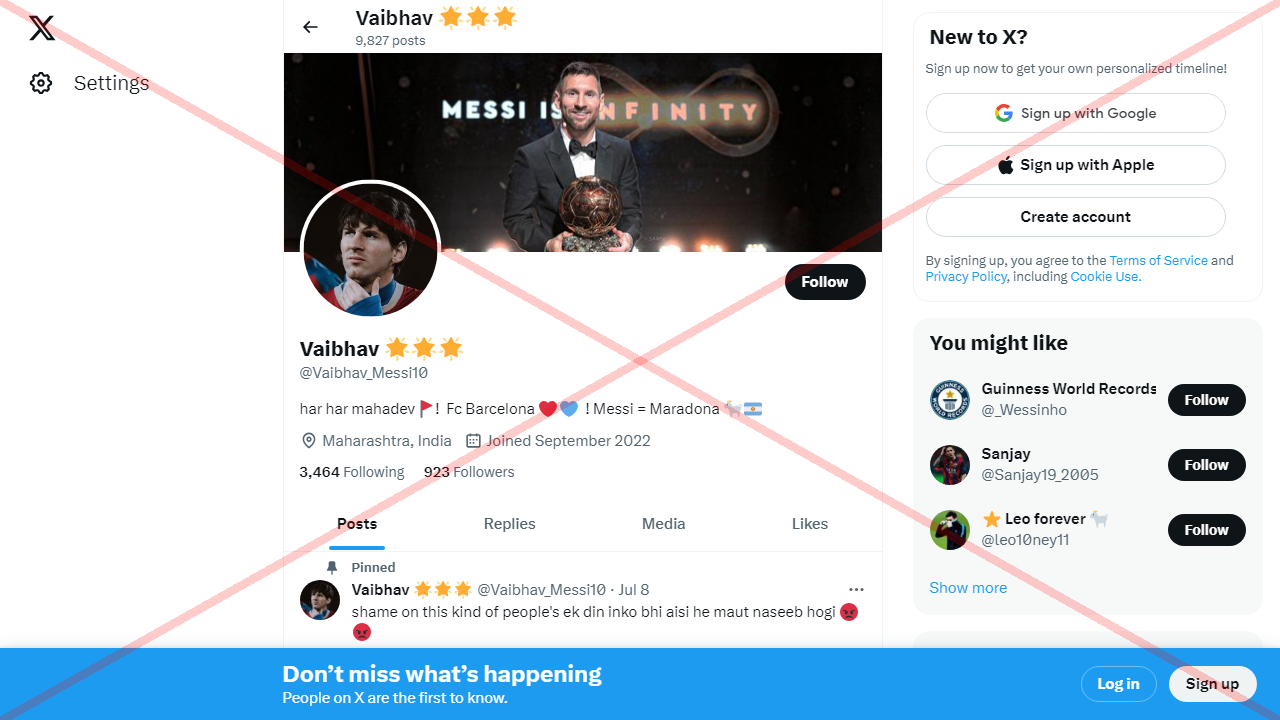 Settings
Vaibhav 🌟🌟🌟
9,827 posts
MESSI IS INFINITY
Follow
Vaibhav 🌟🌟🌟
@Vaibhav_Messi10
har har mahadev 🚩! Fc Barcelona ❤️💙 ! Messi = Maradona 🐐🇦🇷
Maharashtra, India Joined September 2022
3,464 Following 923 Followers
Posts Replies Media Likes
Pinned
Vaibhav 🌟🌟🌟 @Vaibhav_Messi10 · Jul 8
shame on this kind of people's ek din inko bhi aisi he maut naseeb hogi 😡
😡
New to X?
Sign up now to get your own personalized timeline!
Sign up with Google
Sign up with Apple
Create account
By signing up, you agree to the Terms of Service and
Privacy Policy, including Cookie Use.
You might like
Guinness World Records
@_Wessinho
Follow
Sanjay
@Sanjay19_2005
Follow
⭐ Leo forever 🐐
@leo10ney11
Follow
Show more
Don’t miss what’s happening
People on X are the first to know.
Log in
Sign up